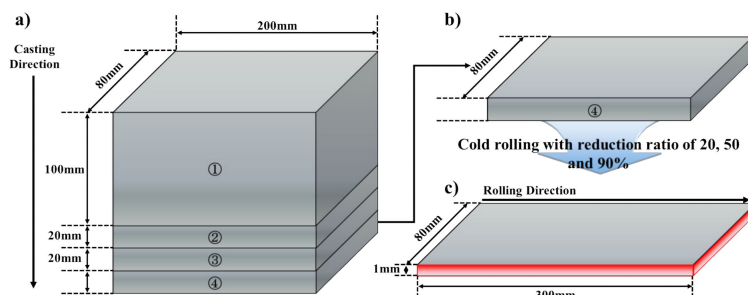 a)
200mm
Casting
Direction
80mm
100mm
①
20mm
②
20mm
③
④
b)
80mm
④
Cold rolling with reduction ratio of 20, 50
and 90%
c)
Rolling Direction
80mm
1mm
300mm